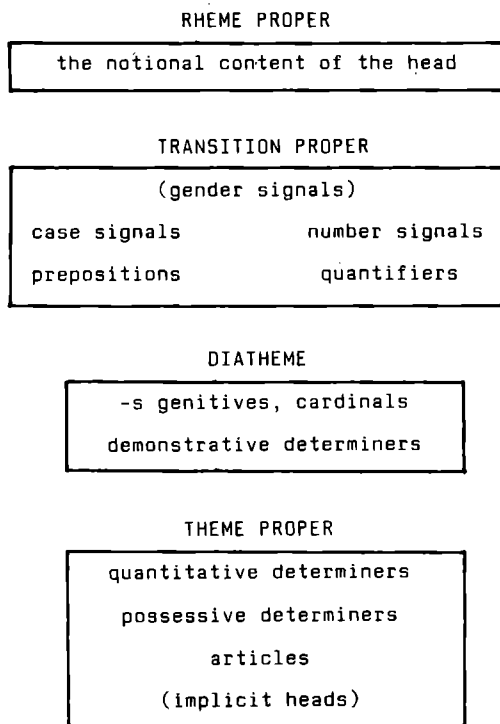 RHEME PROPER
the notional content of the head
TRANSITION PROPER
(gender signals)
case signals number signals
prepositions quantifiers
DIATHEME
-s genitives, cardinals
demonstrative determiners
THEME PROPER
quantitative determiners
possessive determiners
articles
(implicit heads)